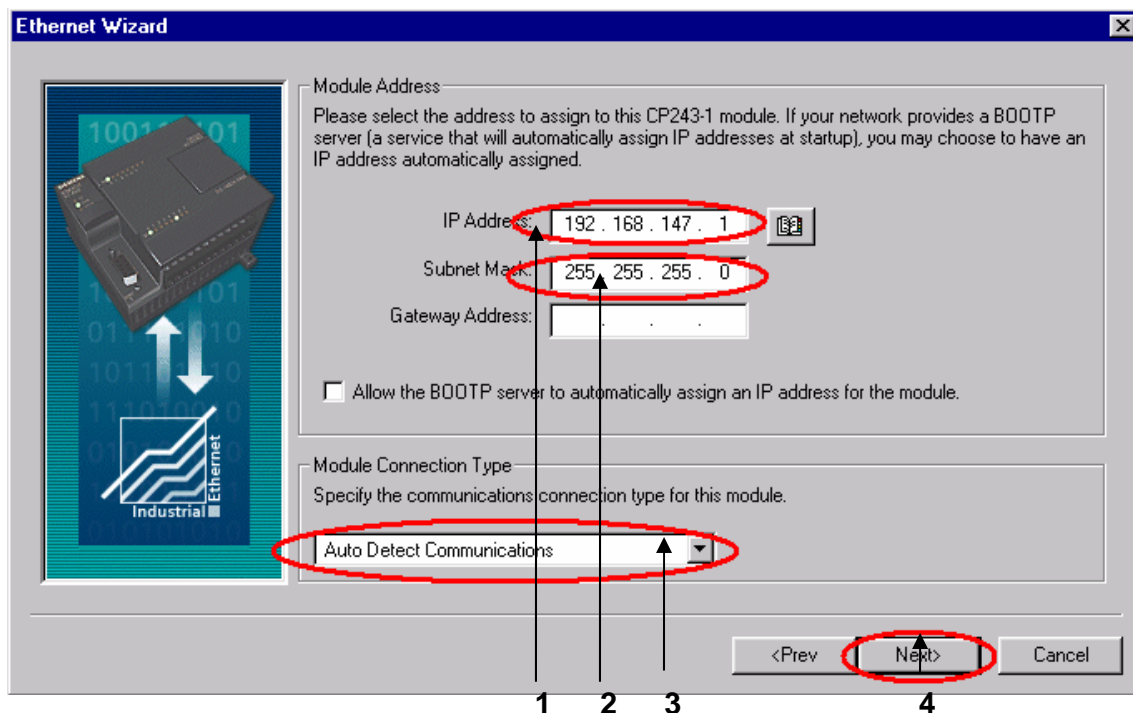 Ethernet Wizard
Module Address
Please select the address to assign to this CP243-1 module. If your network provides a BOOTP
server (a service that will automatically assign IP addresses at startup), you may choose to have an
IP address automatically assigned.
IP Address: 192 . 168 . 147 . 1
Subnet Mask: 255 . 255 . 255 . 0
Gateway Address: . . .
Allow the BOOTP server to automatically assign an IP address for the module.
Module Connection Type
Specify the communications connection type for this module.
Auto Detect Communications
Industrial
Ethernet
<Prev Next> Cancel
1 2 3 4